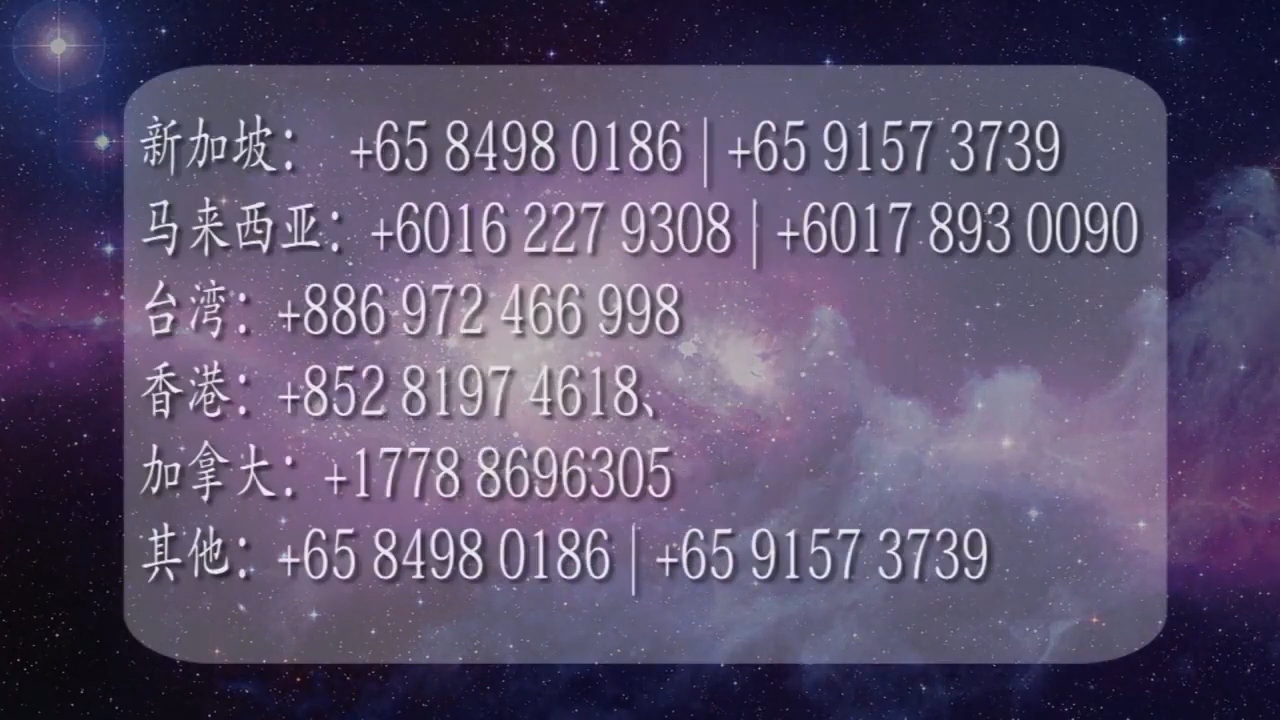 新加坡： +65 8498 0186 | +65 9157 3739
马来西亚：+6016 227 9308 | +6017 893 0090
台湾：+886 972 466 998
香港：+852 8197 4618、
加拿大：+1778 8696305
其他：+65 8498 0186 | +65 9157 3739